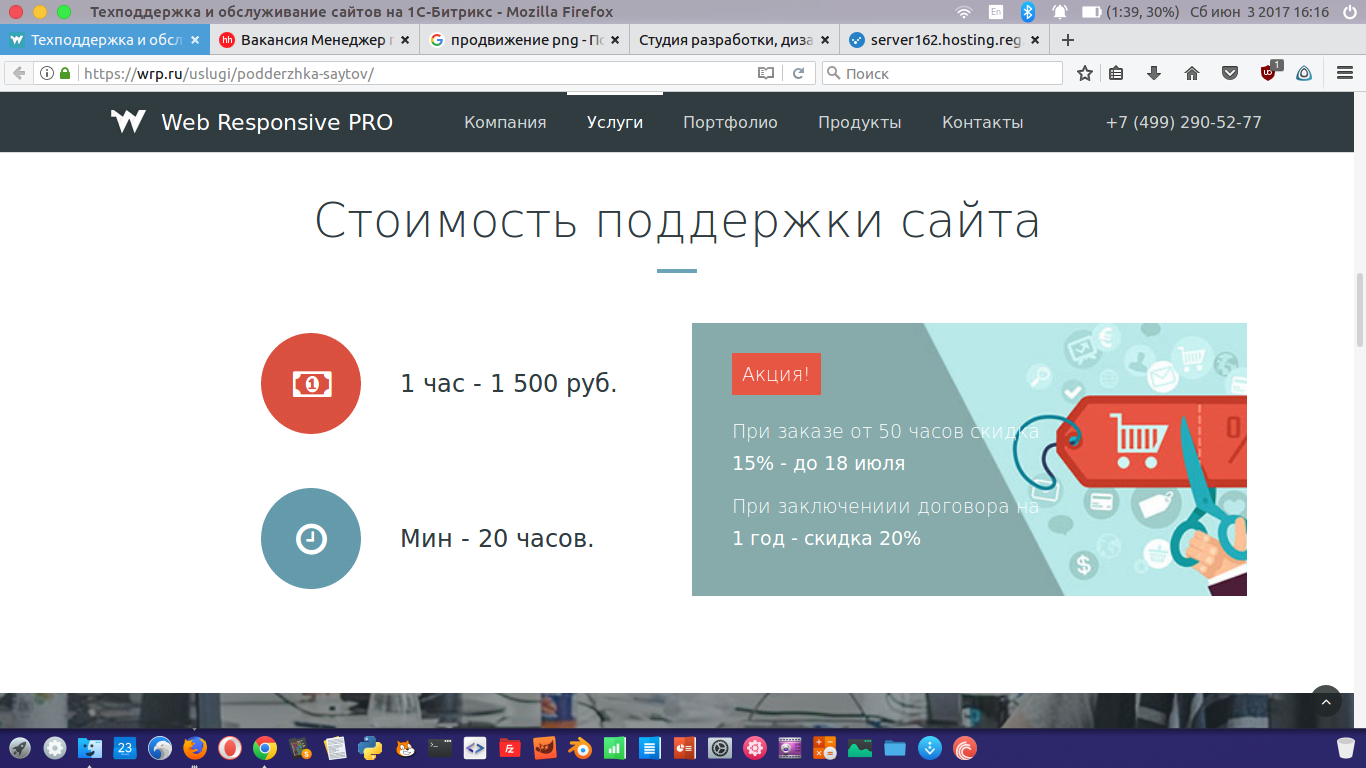 Техподдержка и обслуживание сайтов на 1С-Битрикс - Mozilla Firefox
En
(1:39, 30%)
Сб июн 3 2017 16:16
Техподдержка и обсл
hh
Вакансия Менеджер
продвижение png - По
Студия разработки, диза
server162.hosting.reg
https://wrp.ru/uslugi/podderzhka-saytov/
Поиск
1
Web Responsive PRO
Компания
Услуги
Портфолио
Продукты
Контакты
+7 (499) 290-52-77
Стоимость поддержки сайта
1
1 час - 1 500 руб.
Мин - 20 часов.
Акция!
При заказе от 50 часов скидка
15% - до 18 июля
При заключениии договора на
1 год - скидка 20%
23